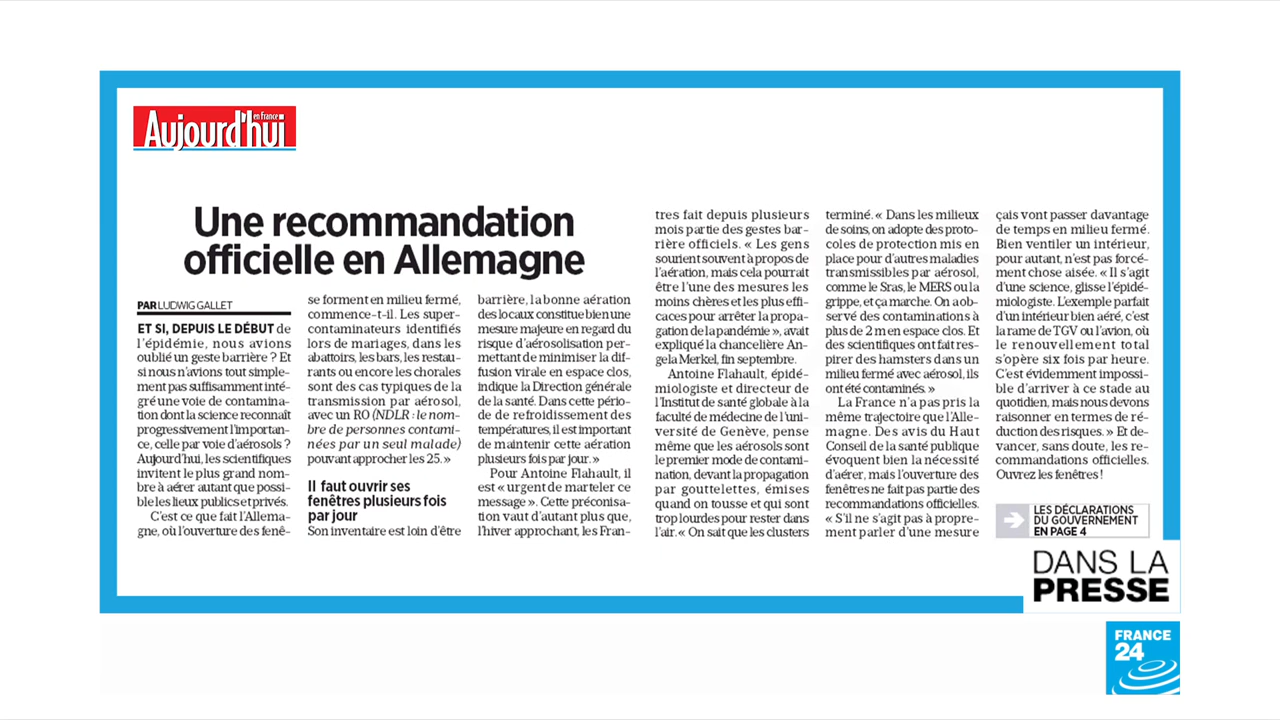 Aujourd'hui
en France
Une recommandation
officielle en Allemagne
PAR LUDWIG GALLET
ET SI, DEPUIS LE DÉBUT de
l'épidémie, nous avions
oublié un geste barrière ? Et
si nous n'avions tout simple-
ment pas suffisamment inté-
gré une voie de contamina-
tion dont la science reconnaît
progressivement l'importan-
ce, celle par voie d'aérosols ?
Aujourd'hui, les scientifiques
invitent le plus grand nom-
bre à aérer autant que possi-
ble les lieux publics et privés.
C'est ce que fait l'Allema-
gne, où l'ouverture des fenê-
tres fait depuis plusieurs
mois partie des gestes bar-
rière officiels. « Les gens
sourient souvent à propos de
l'aération, mais cela pourrait
être l'une des mesures les
moins chères et les plus effi-
caces pour arrêter la propa-
gation de la pandémie », avait
expliqué la chancelière An-
gela Merkel, fin septembre.
Antoine Flahault, épidé-
miologiste et directeur de
l'Institut de santé globale à la
faculté de médecine de l'uni-
versité de Genève, pense
même que les aérosols sont
le premier mode de contami-
nation, devant la propagation
par gouttelettes, émises
quand on tousse et qui sont
trop lourdes pour rester dans
l'air. « On sait que les clusters
se forment en milieu fermé,
commence-t-il. Les super-
contaminateurs identifiés
lors de mariages, dans les
abattoirs, les bars, les restau-
rants ou encore les chorales
sont des cas typiques de la
transmission par aérosol,
avec un R0 (NDLR : le nom-
bre de personnes contami-
nées par un seul malade)
pouvant approcher les 25. »
Il faut ouvrir ses
fenêtres plusieurs fois
par jour
Son inventaire est loin d'être
terminé. « Dans les milieux
de soins, on adopte des proto-
coles de protection mis en
place pour d'autres maladies
transmissibles par aérosol,
comme le Sras, le MERS ou la
grippe, et ça marche. On a ob-
servé des contaminations à
plus de 2 m en espace clos. Et
des scientifiques ont fait res-
pirer des hamsters dans un
milieu fermé avec aérosol, ils
ont été contaminés. »
La France n'a pas pris la
même trajectoire que l'Alle-
magne. Des avis du Haut
Conseil de la santé publique
évoquent bien la nécessité
d'aérer, mais l'ouverture des
fenêtres ne fait pas partie des
recommandations officielles.
« S'il ne s'agit pas à propre-
ment parler d'une mesure
barrière, la bonne aération
des locaux constitue bien une
mesure majeure en regard du
risque d'aérosolisation per-
mettant de minimiser la dif-
fusion virale en espace clos,
indique la Direction générale
de la santé. Dans cette pério-
de de refroidissement des
températures, il est important
de maintenir cette aération
plusieurs fois par jour. »
Pour Antoine Flahault, il
est « urgent de marteler ce
message ». Cette préconisa-
tion vaut d'autant plus que,
l'hiver approchant, les Fran-
çais vont passer davantage
de temps en milieu fermé.
Bien ventiler un intérieur,
pour autant, n'est pas forcé-
ment chose aisée. « Il s'agit
d'une science, glisse l'épidé-
miologiste. L'exemple parfait
d'un intérieur bien aéré, c'est
la rame de TGV ou l'avion, où
le renouvellement total
s'opère six fois par heure.
C'est évidemment impossi-
ble d'arriver à ce stade au
quotidien, mais nous devons
raisonner en termes de ré-
duction des risques. » Et de-
vancer, sans doute, les re-
commandations officielles.
Ouvrez les fenêtres !
LES DÉCLARATIONS
DU GOUVERNEMENT
EN PAGE 4
DANS LA
PRESSE
FRANCE
24